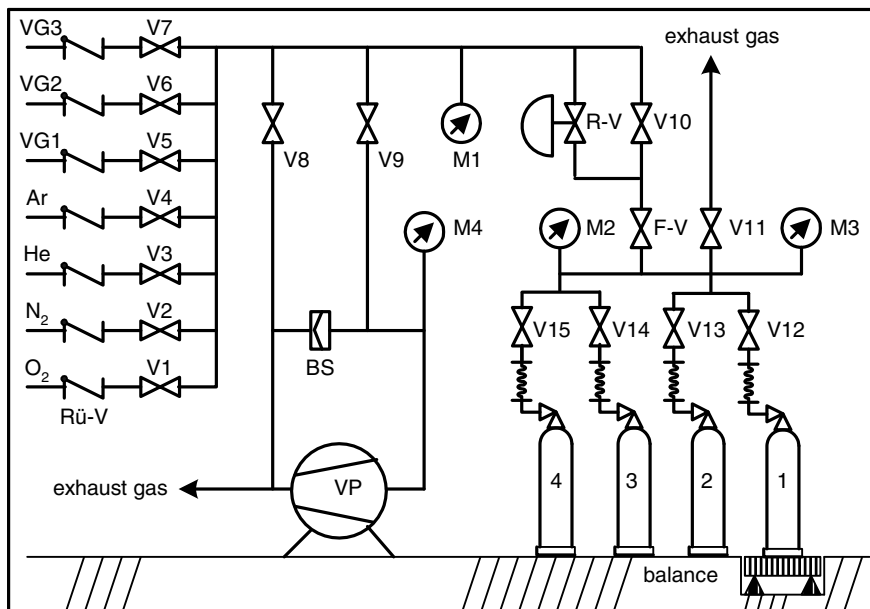 VG3 V7
VG2 V6
VG1 V5
Ar V4
He V3
N₂ V2
O₂ V1
Rü-V
V8
V9
M1
R-V
V10
exhaust gas
M4
M2
F-V
V11
M3
BS
V15
V14
V13
V12
exhaust gas
VP
4
3
2
1
balance